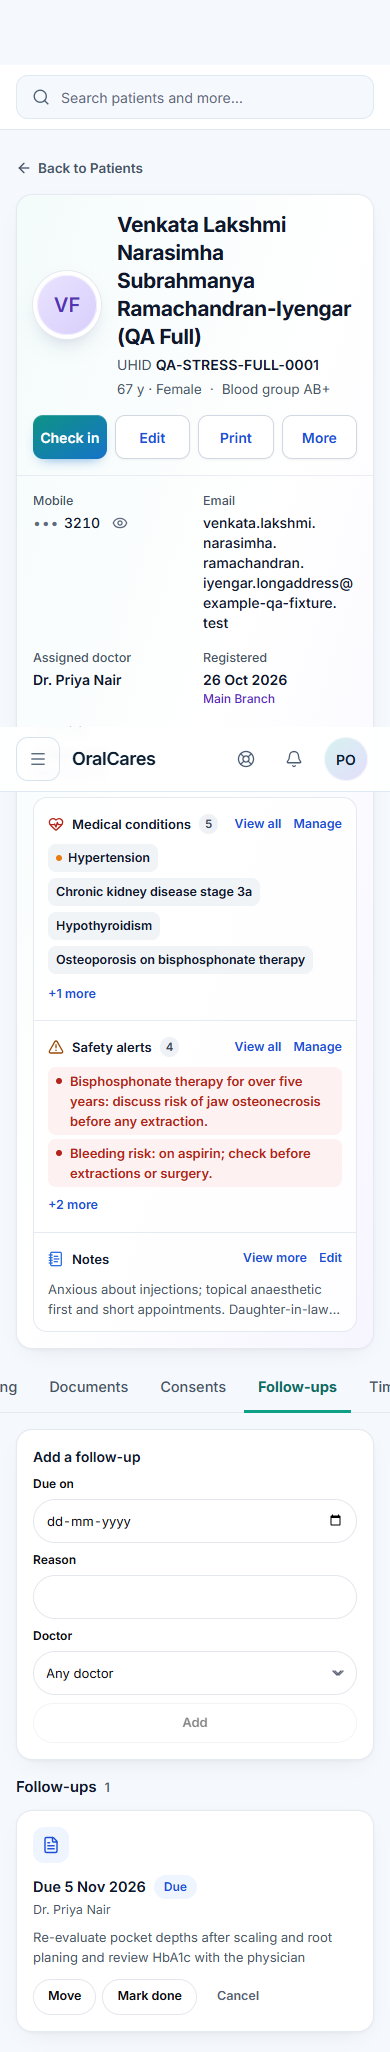 Search patients and more...
Back to Patients
VF
Venkata Lakshmi
Narasimha
Subrahmanya
Ramachandran-Iyengar
(QA Full)
UHID QA-STRESS-FULL-0001
67 y · Female · Blood group AB+
Check in
Edit
Print
More
Mobile
••• 3210
Email
venkata.lakshmi.
narasimha.
ramachandran.
iyengar.longaddress@
example-qa-fixture.
test
Assigned doctor
Dr. Priya Nair
Registered
26 Oct 2026
Main Branch
OralCares
PO
Medical conditions 5 View all Manage
Hypertension
Chronic kidney disease stage 3a
Hypothyroidism
Osteoporosis on bisphosphonate therapy
+1 more
Safety alerts 4 View all Manage
Bisphosphonate therapy for over five
years: discuss risk of jaw osteonecrosis
before any extraction.
Bleeding risk: on aspirin; check before
extractions or surgery.
+2 more
Notes View more Edit
Anxious about injections; topical anaesthetic
first and short appointments. Daughter-in-law...
ng Documents Consents Follow-ups Tim
Add a follow-up
Due on
dd-mm-yyyy
Reason
Doctor
Any doctor
Add
Follow-ups 1
Due 5 Nov 2026 Due
Dr. Priya Nair
Re-evaluate pocket depths after scaling and root
planing and review HbA1c with the physician
Move
Mark done
Cancel